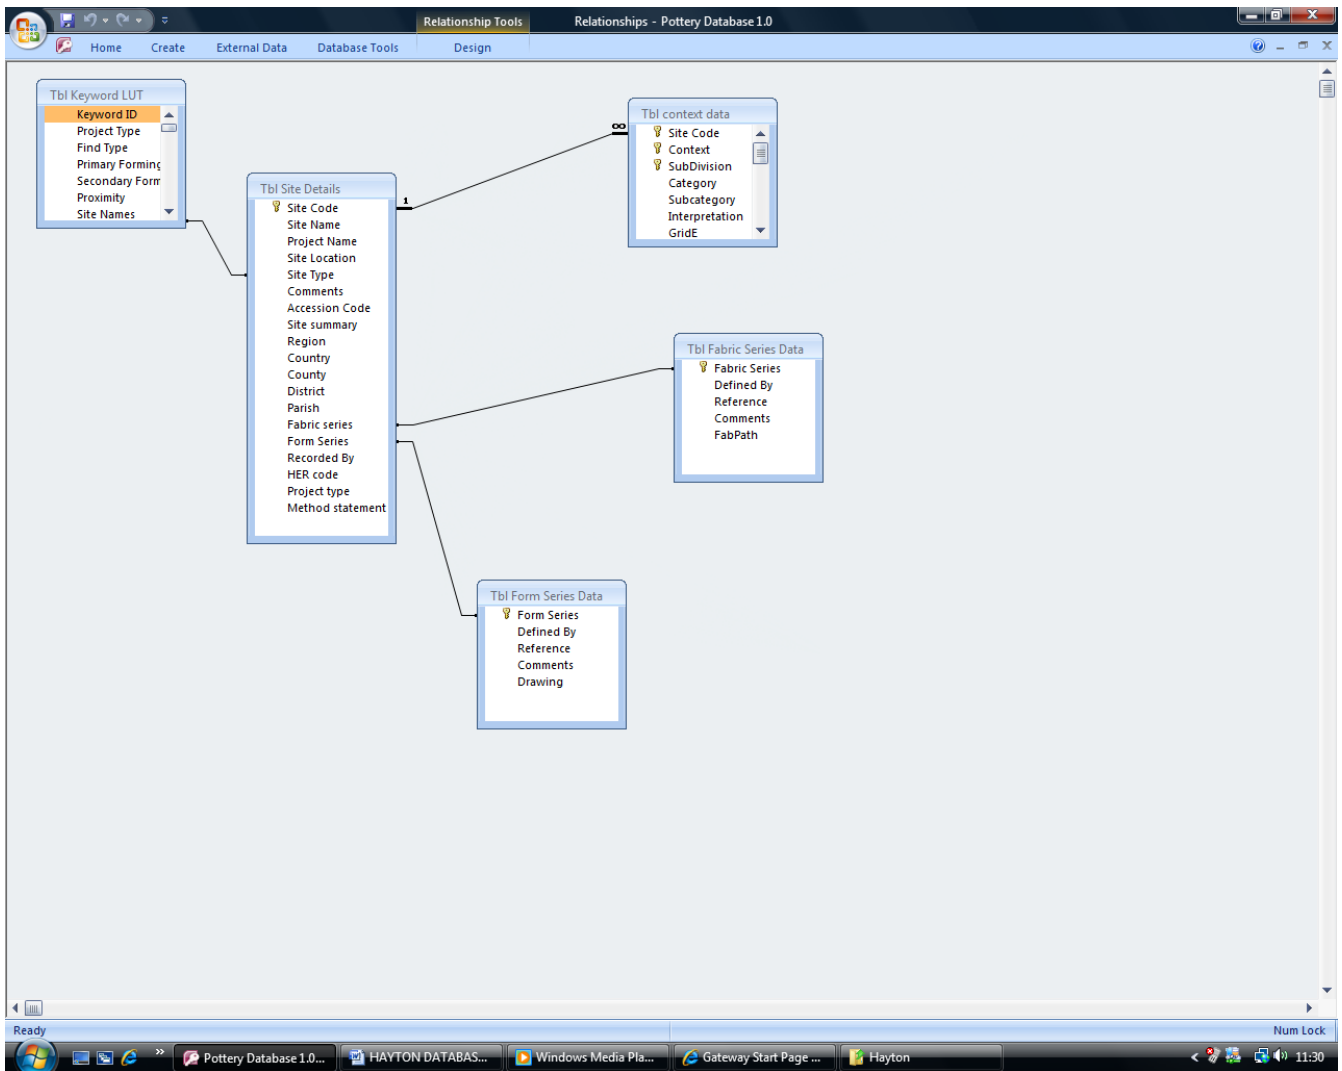 Relationship Tools
Relationships - Pottery Database 1.0
Home Create External Data Database Tools Design
Tbl Keyword LUT
Keyword ID
Project Type
Find Type
Primary Forming
Secondary Form
Proximity
Site Names
Tbl Site Details
Site Code
Site Name
Project Name
Site Location
Site Type
Comments
Accession Code
Site summary
Region
Country
County
District
Parish
Fabric series
Form Series
Recorded By
HER code
Project type
Method statement
1
∞
Tbl context data
Site Code
Context
SubDivision
Category
Subcategory
Interpretation
GridE
Tbl Fabric Series Data
Fabric Series
Defined By
Reference
Comments
FabPath
Tbl Form Series Data
Form Series
Defined By
Reference
Comments
Drawing
Ready Num Lock
Pottery Database 1.0... HAYTON DATABAS... Windows Media Pla... Gateway Start Page ... Hayton 11:30